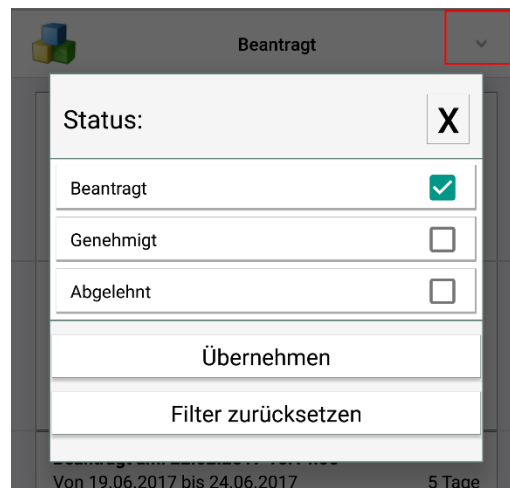 Beantragt
Status:
X
Beantragt
Genehmigt
Abgelehnt
Übernehmen
Filter zurücksetzen
Von 19.06.2017 bis 24.06.2017 5 Tage